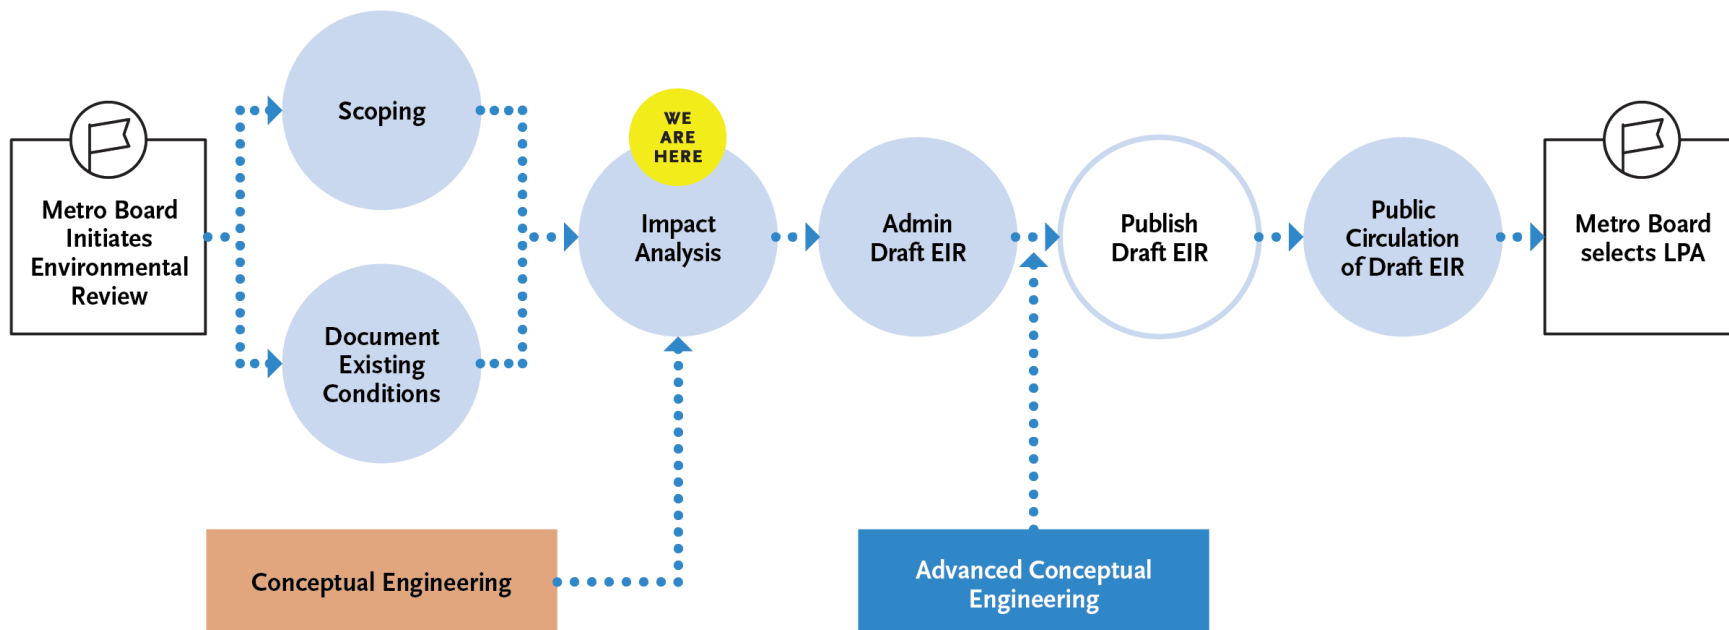 Metro Board
Initiates
Environmental
Review
Scoping
Document
Existing
Conditions
WE
ARE
HERE
Impact
Analysis
Admin
Draft EIR
Publish
Draft EIR
Public
Circulation
of Draft EIR
Metro Board
selects LPA
Conceptual Engineering
Advanced Conceptual
Engineering